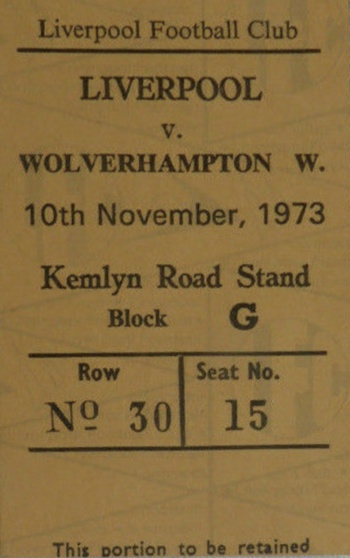 Liverpool Football Club
LIVERPOOL
v.
WOLVERHAMPTON W.
10th November, 1973
Kemlyn Road Stand
Block G
Row Seat No.
Nº 30 15
This portion to be retained